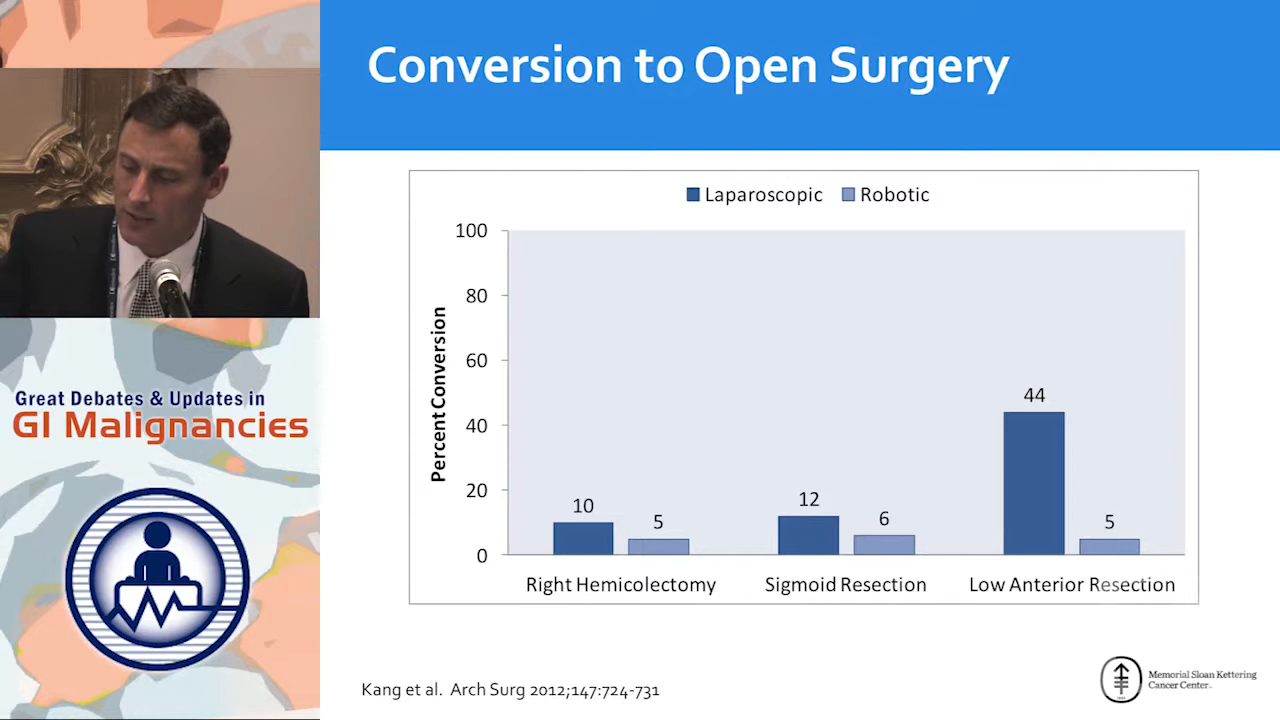 Conversion to Open Surgery
Laparoscopic Robotic
100
80
60
40
20
0
Percent Conversion
10
5
12
6
44
5
Right Hemicolectomy
Sigmoid Resection
Low Anterior Resection
Great Debates & Updates in
GI Malignancies
Kang et al. Arch Surg 2012;147:724-731
Memorial Sloan Kettering
Cancer Center